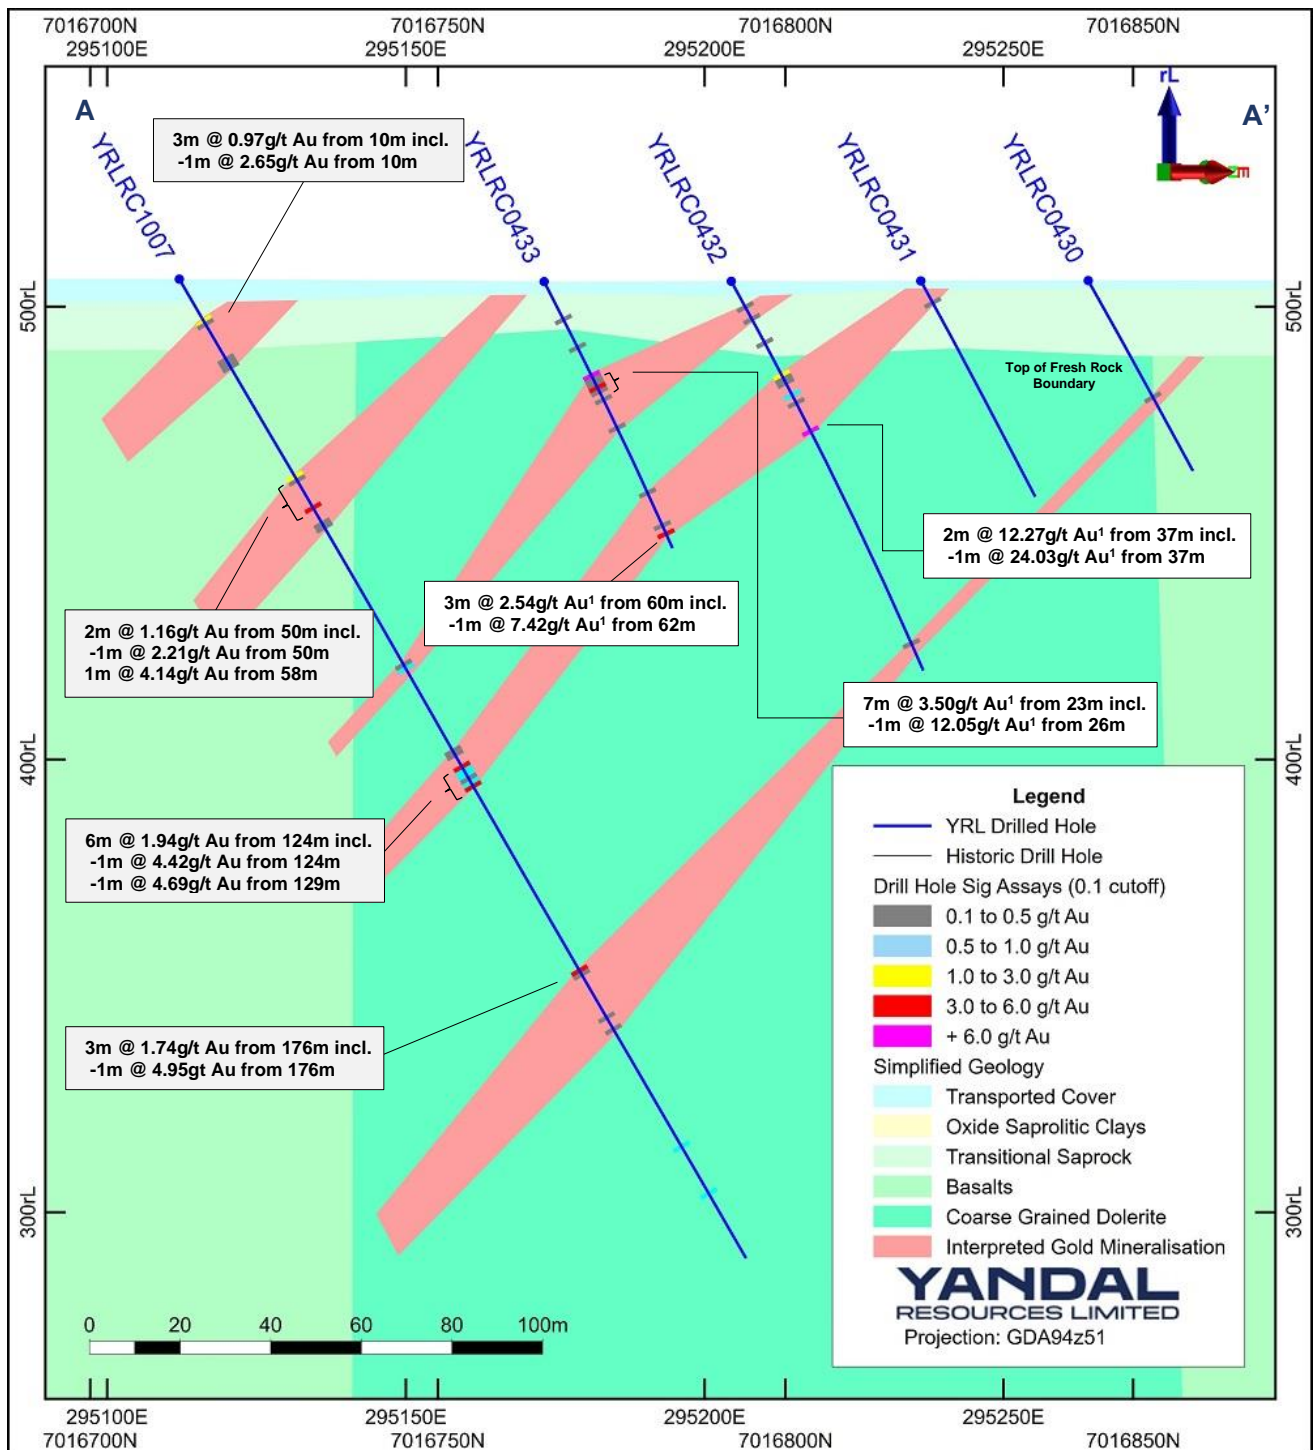 7016700N 7016750N 7016800N 7016850N
295100E 295150E 295200E 295250E
A
A'
rL
E
YRLRC1007
YRLRC0433
YRLRC0432
YRLRC0431
YRLRC0430
3m @ 0.97g/t Au from 10m incl.
-1m @ 2.65g/t Au from 10m
500rL
500rL
Top of Fresh Rock
Boundary
2m @ 12.27g/t Au¹ from 37m incl.
-1m @ 24.03g/t Au¹ from 37m
3m @ 2.54g/t Au¹ from 60m incl.
-1m @ 7.42g/t Au¹ from 62m
2m @ 1.16g/t Au from 50m incl.
-1m @ 2.21g/t Au from 50m
1m @ 4.14g/t Au from 58m
7m @ 3.50g/t Au¹ from 23m incl.
-1m @ 12.05g/t Au¹ from 26m
400rL
400rL
6m @ 1.94g/t Au from 124m incl.
-1m @ 4.42g/t Au from 124m
-1m @ 4.69g/t Au from 129m
3m @ 1.74g/t Au from 176m incl.
-1m @ 4.95gt Au from 176m
Legend
YRL Drilled Hole
Historic Drill Hole
Drill Hole Sig Assays (0.1 cutoff)
0.1 to 0.5 g/t Au
0.5 to 1.0 g/t Au
1.0 to 3.0 g/t Au
3.0 to 6.0 g/t Au
+ 6.0 g/t Au
Simplified Geology
Transported Cover
Oxide Saprolitic Clays
Transitional Saprock
Basalts
Coarse Grained Dolerite
Interpreted Gold Mineralisation
YANDAL
RESOURCES LIMITED
Projection: GDA94z51
300rL
300rL
0 20 40 60 80 100m
295100E 295150E 295200E 295250E
7016700N 7016750N 7016800N 7016850N